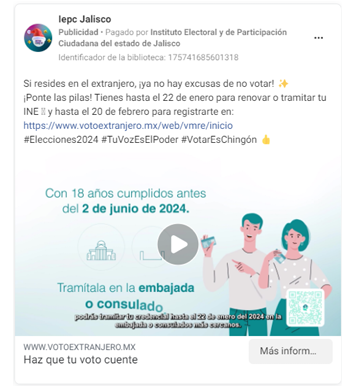 Iepc Jalisco
Publicidad • Pagado por Instituto Electoral y de Participación
Ciudadana del estado de Jalisco
Identificador de la biblioteca: 175741685601318
Si resides en el extranjero, ¡ya no hay excusas de no votar! ✨
¡Ponte las pilas! Tienes hasta el 22 de enero para renovar o tramitar tu
INE 🪪 y hasta el 20 de febrero para registrarte en:
https://www.votoextranjero.mx/web/vmre/inicio
#Elecciones2024 #TuVozEsElPoder #VotarEsChingón 👍
Con 18 años cumplidos antes
del 2 de junio de 2024.
Tramítala en la embajada
o consulado
podrás tramitar tu credencial hasta el 22 de enero del 2024 en la
embajada o consulados más cercanos.
WWW.VOTOEXTRANJERO.MX
Haz que tu voto cuente
Más inform...